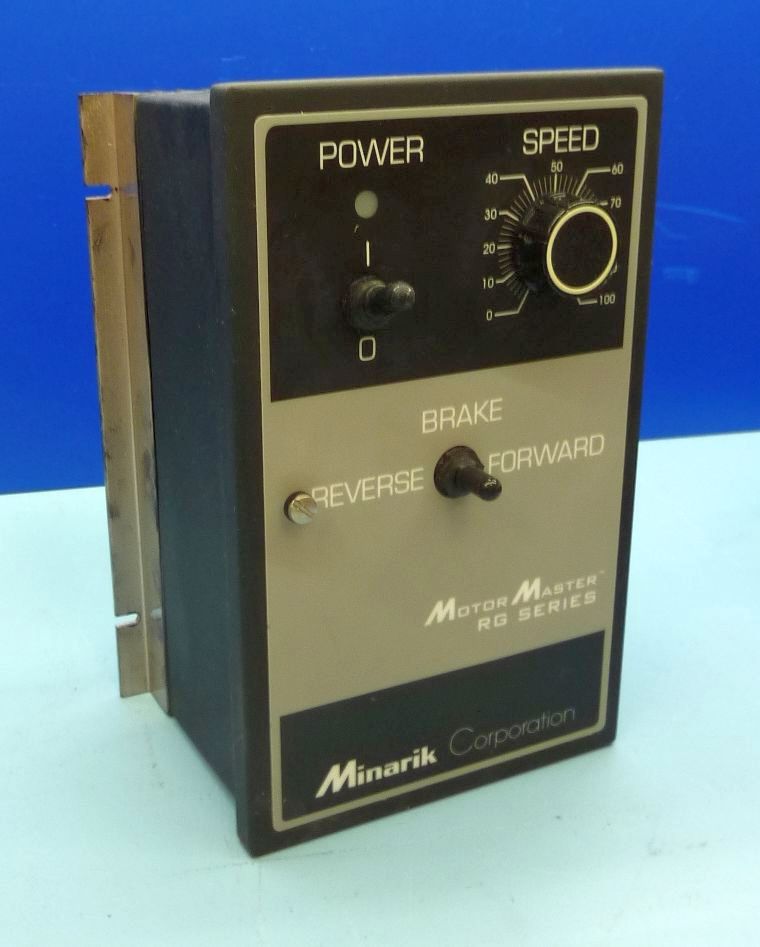 POWER
SPEED
40
50
60
30
70
20
10
0
100
I
O
BRAKE
REVERSE
FORWARD
MOTOR MASTER™
RG SERIES
Minarik Corporation